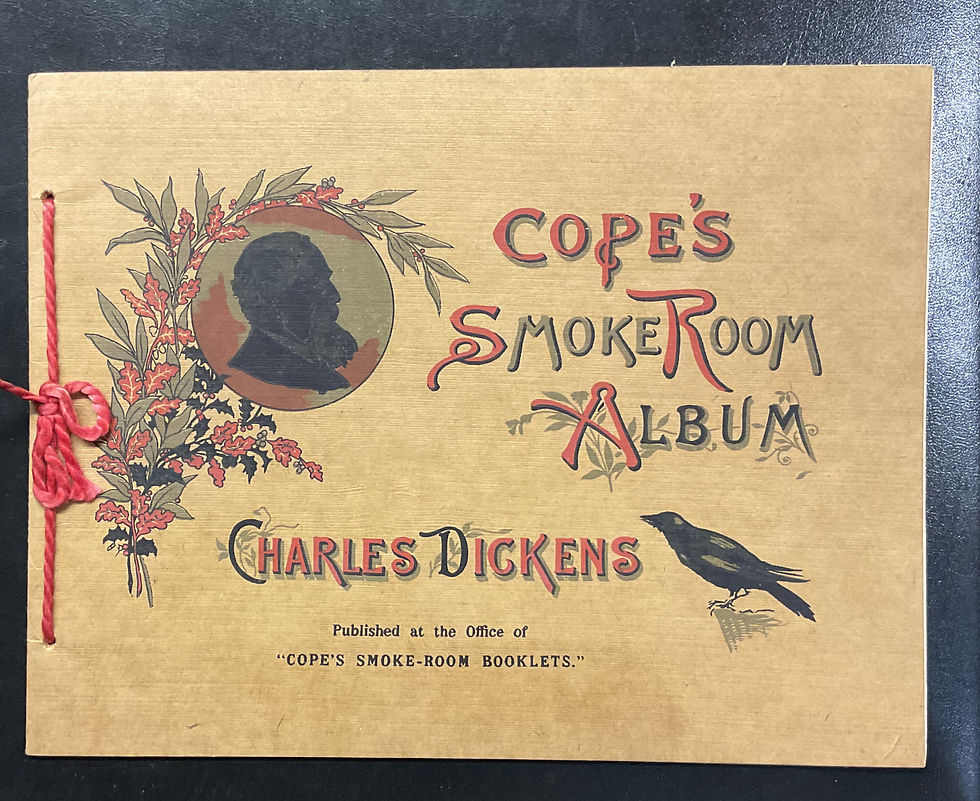 COPE'S
SMOKE ROOM
ALBUM
CHARLES DICKENS
Published at the Office of
"COPE'S SMOKE-ROOM BOOKLETS."